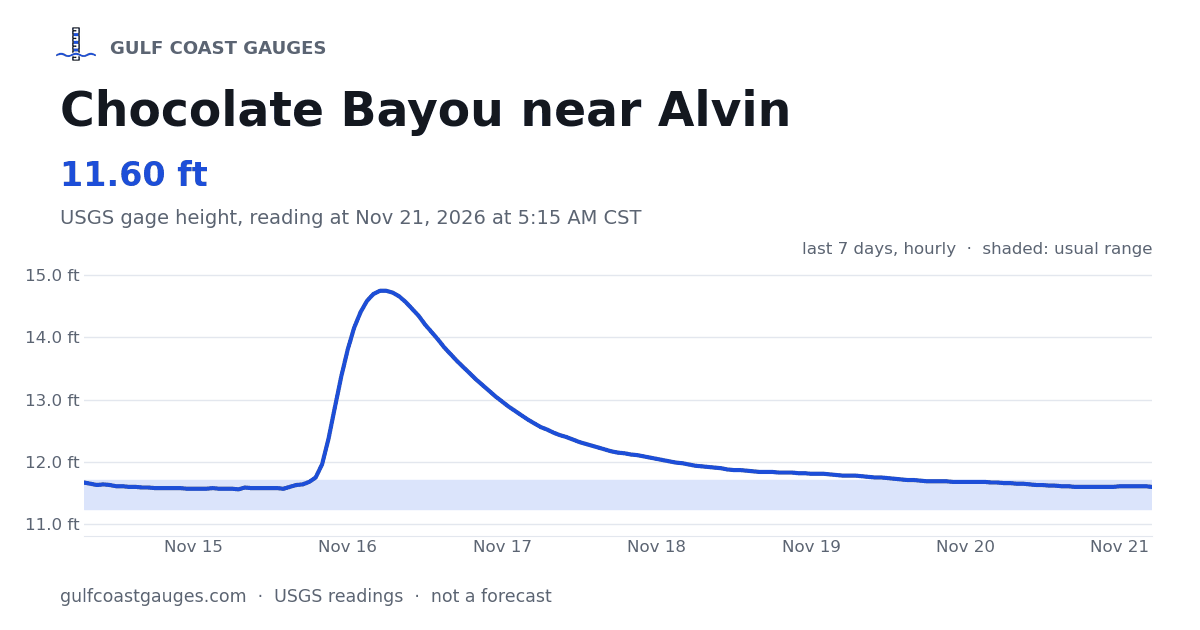 GULF COAST GAUGES
Chocolate Bayou near Alvin
11.60 ft
USGS gage height, reading at Nov 21, 2026 at 5:15 AM CST
last 7 days, hourly · shaded: usual range
15.0 ft
14.0 ft
13.0 ft
12.0 ft
11.0 ft
Nov 15 Nov 16 Nov 17 Nov 18 Nov 19 Nov 20 Nov 21
gulfcoastgauges.com · USGS readings · not a forecast